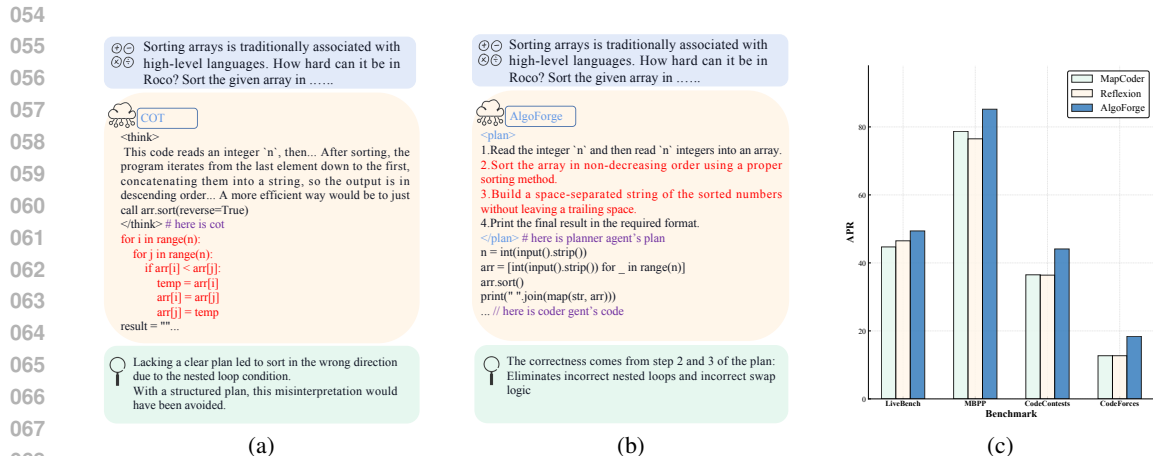 054
055
056
057
058
059
060
061
062
063
064
065
066
067
Sorting arrays is traditionally associated with
high-level languages. How hard can it be in
Roco? Sort the given array in ……
COT
<think>
This code reads an integer `n`, then... After sorting, the
program iterates from the last element down to the first,
concatenating them into a string, so the output is in
descending order... A more efficient way would be to just
call arr.sort(reverse=True)
</think> # here is cot
for i in range(n):
for j in range(n):
if arr[i] < arr[j]:
temp = arr[i]
arr[i] = arr[j]
arr[j] = temp
result = ""...
Lacking a clear plan led to sort in the wrong direction
due to the nested loop condition.
With a structured plan, this misinterpretation would
have been avoided.
(a)
Sorting arrays is traditionally associated with
high-level languages. How hard can it be in
Roco? Sort the given array in ……
AlgoForge
<plan>
1.Read the integer `n` and then read `n` integers into an array.
2.Sort the array in non-decreasing order using a proper
sorting method.
3.Build a space-separated string of the sorted numbers
without leaving a trailing space.
4.Print the final result in the required format.
</plan> # here is planner agent's plan
n = int(input().strip())
arr = [int(input().strip()) for _ in range(n)]
arr.sort()
print(" ".join(map(str, arr)))
... // here is coder gent's code
The correctness comes from step 2 and 3 of the plan:
Eliminates incorrect nested loops and incorrect swap
logic
(b)
MapCoder
Reflexion
AlgoForge
APR
80
60
40
20
0
LiveBench MBPP CodeContests CodeForces
Benchmark
(c)